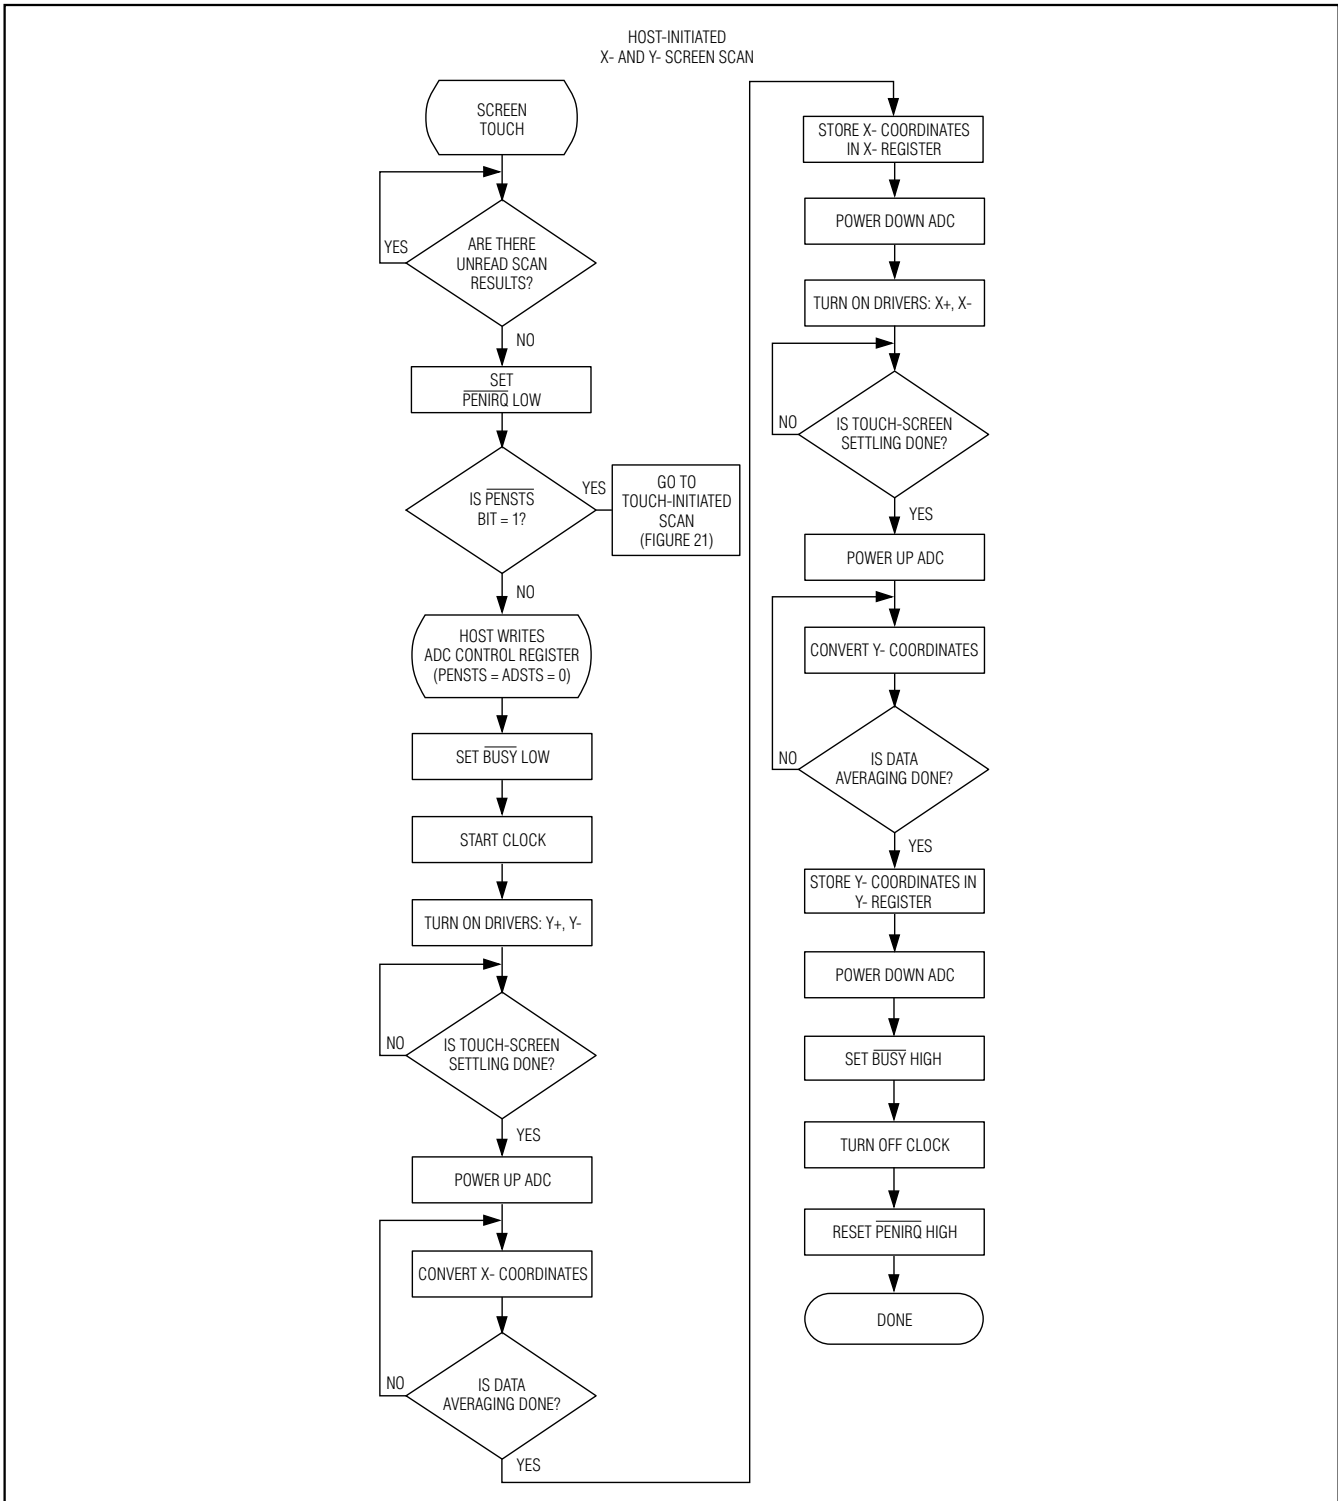 HOST-INITIATED
X- AND Y- SCREEN SCAN
SCREEN
TOUCH
YES
ARE THERE
UNREAD SCAN
RESULTS?
NO
SET
PENIRQ LOW
IS PENSTS
BIT = 1?
YES
GO TO
TOUCH-INITIATED
SCAN
(FIGURE 21)
NO
HOST WRITES
ADC CONTROL REGISTER
(PENSTS = ADSTS = 0)
SET BUSY LOW
START CLOCK
TURN ON DRIVERS: Y+, Y-
NO
IS TOUCH-SCREEN
SETTLING DONE?
YES
POWER UP ADC
CONVERT X- COORDINATES
NO
IS DATA
AVERAGING DONE?
YES
STORE X- COORDINATES
IN X- REGISTER
POWER DOWN ADC
TURN ON DRIVERS: X+, X-
NO
IS TOUCH-SCREEN
SETTLING DONE?
YES
POWER UP ADC
CONVERT Y- COORDINATES
NO
IS DATA
AVERAGING DONE?
YES
STORE Y- COORDINATES IN
Y- REGISTER
POWER DOWN ADC
SET BUSY HIGH
TURN OFF CLOCK
RESET PENIRQ HIGH
DONE